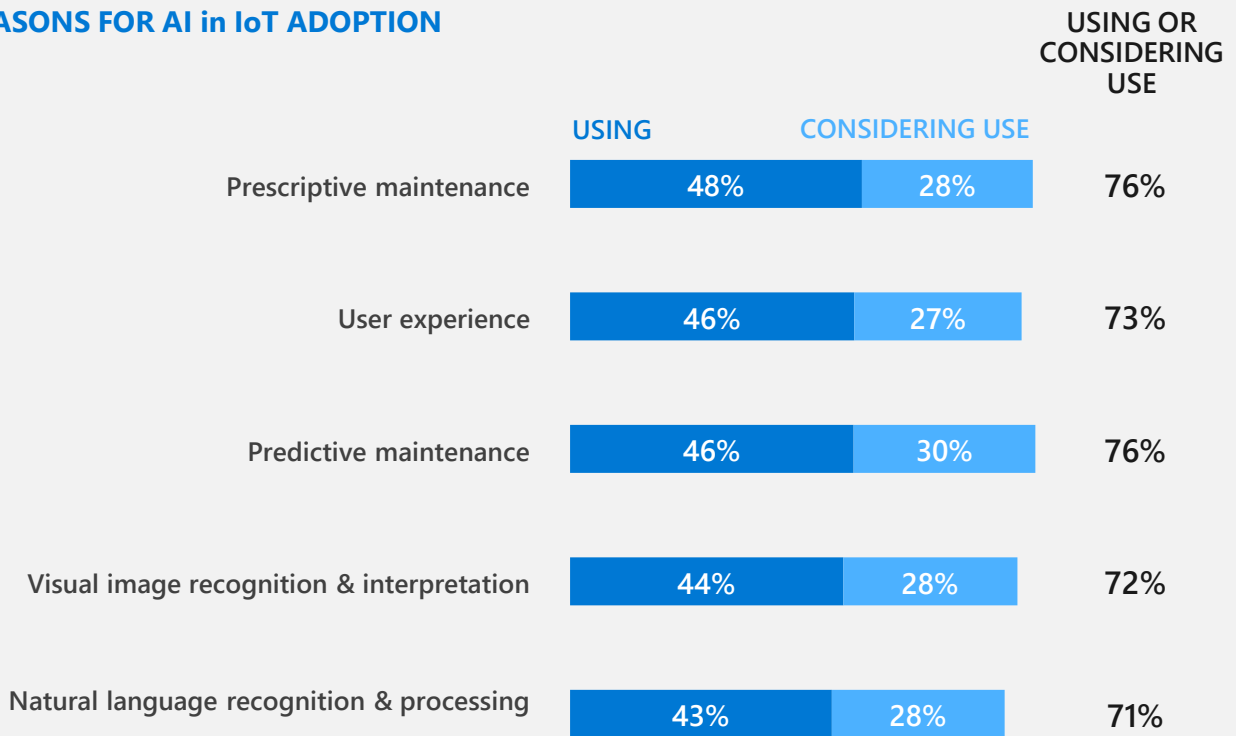 ASONS FOR AI in IoT ADOPTION
USING OR
CONSIDERING
USE
USING CONSIDERING USE
Prescriptive maintenance 48% 28% 76%
User experience 46% 27% 73%
Predictive maintenance 46% 30% 76%
Visual image recognition & interpretation 44% 28% 72%
Natural language recognition & processing 43% 28% 71%